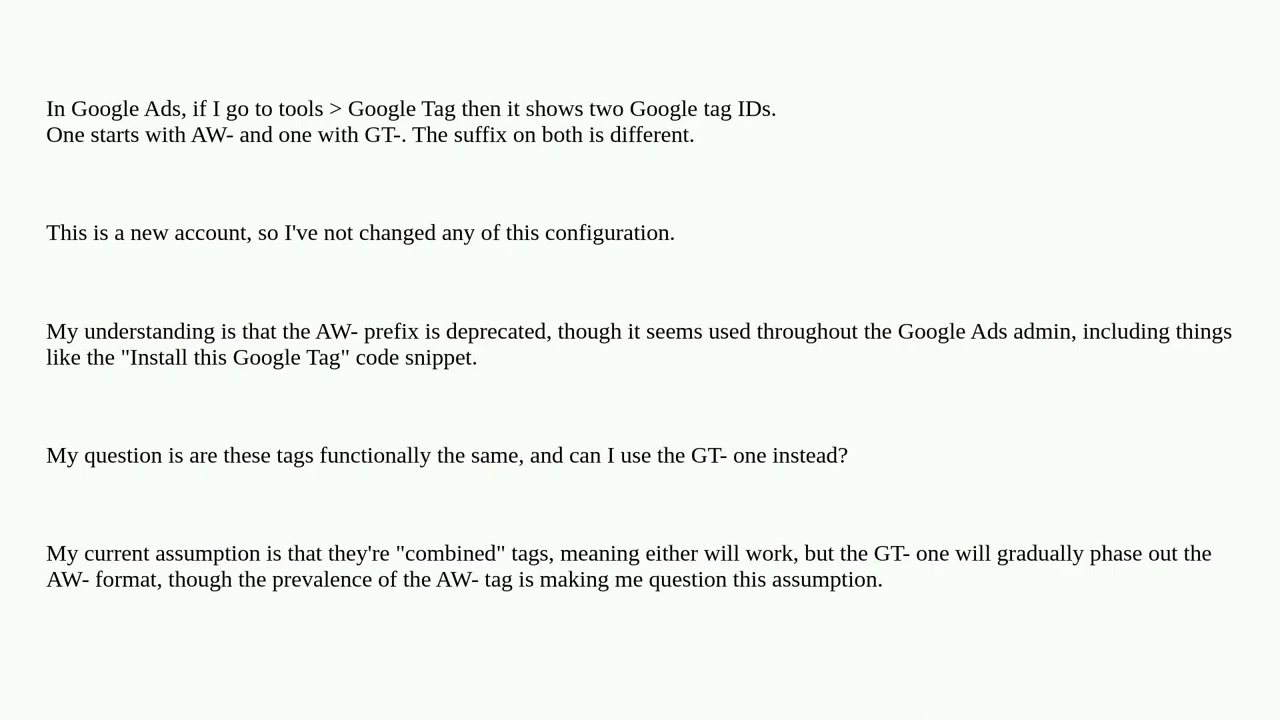 In Google Ads, if I go to tools > Google Tag then it shows two Google tag IDs.
One starts with AW- and one with GT-. The suffix on both is different.
This is a new account, so I've not changed any of this configuration.
My understanding is that the AW- prefix is deprecated, though it seems used throughout the Google Ads admin, including things
like the "Install this Google Tag" code snippet.
My question is are these tags functionally the same, and can I use the GT- one instead?
My current assumption is that they're "combined" tags, meaning either will work, but the GT- one will gradually phase out the
AW- format, though the prevalence of the AW- tag is making me question this assumption.